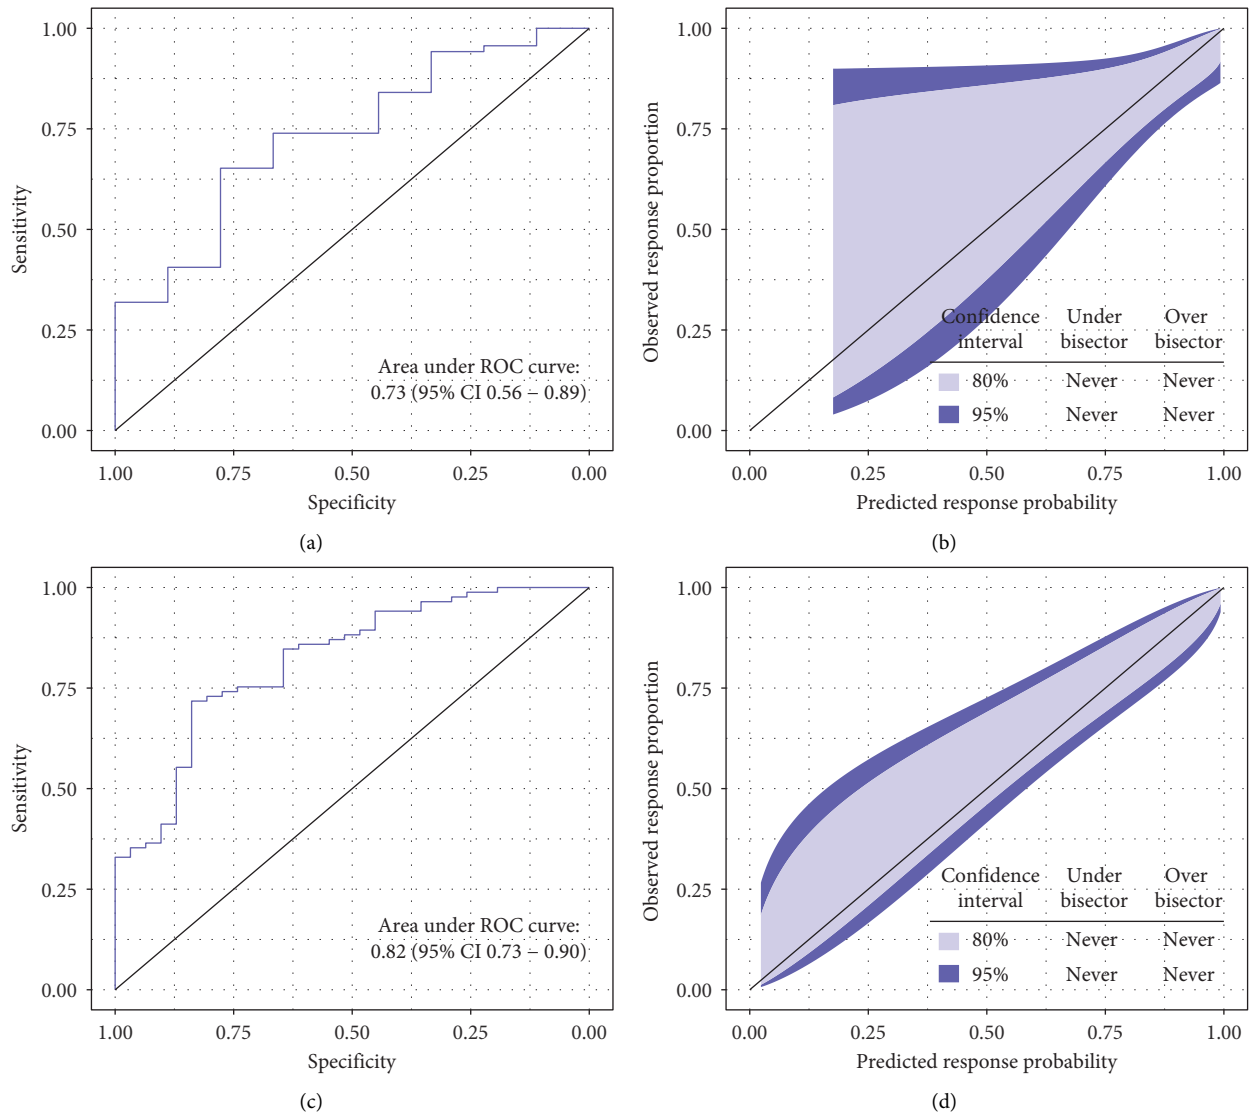 1.00
0.75
0.50
0.25
0.00
Sensitivity
Area under ROC curve:
0.73 (95% CI 0.56 – 0.89)
1.00 0.75 0.50 0.25 0.00
Specificity
(a)
1.00
0.75
0.50
0.25
0.00
Observed response proportion
Confidence interval Under bisector Over bisector
80% Never Never
95% Never Never
0.00 0.25 0.50 0.75 1.00
Predicted response probability
(b)
1.00
0.75
0.50
0.25
0.00
Sensitivity
Area under ROC curve:
0.82 (95% CI 0.73 – 0.90)
1.00 0.75 0.50 0.25 0.00
Specificity
(c)
1.00
0.75
0.50
0.25
0.00
Observed response proportion
Confidence interval Under bisector Over bisector
80% Never Never
95% Never Never
0.00 0.25 0.50 0.75 1.00
Predicted response probability
(d)